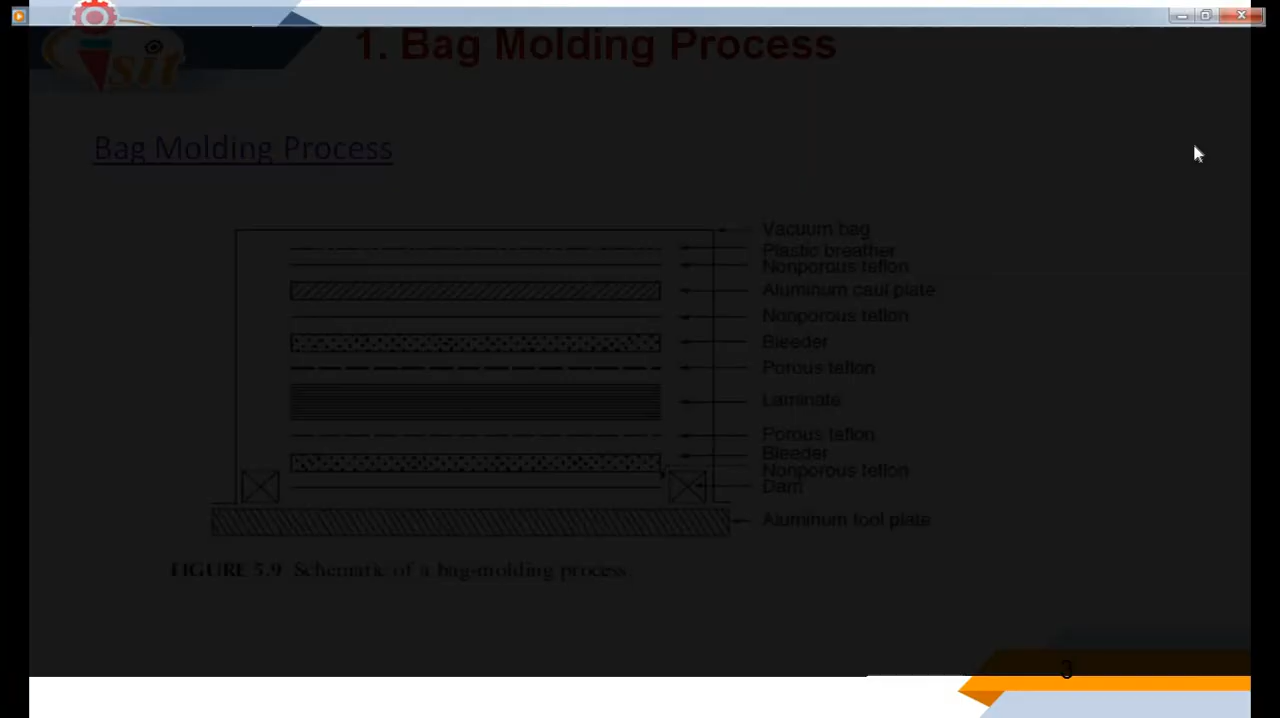 1. Bag Molding Process
sit
Bag Molding Process
Vacuum bag
Plastic breather
Nonporous teflon
Aluminum caul plate
Nonporous teflon
Bleeder
Porous teflon
Laminate
Porous teflon
Bleeder
Nonporous teflon
Dam
Aluminum tool plate
FIGURE 5.9 Schematic of a bag-molding process
3